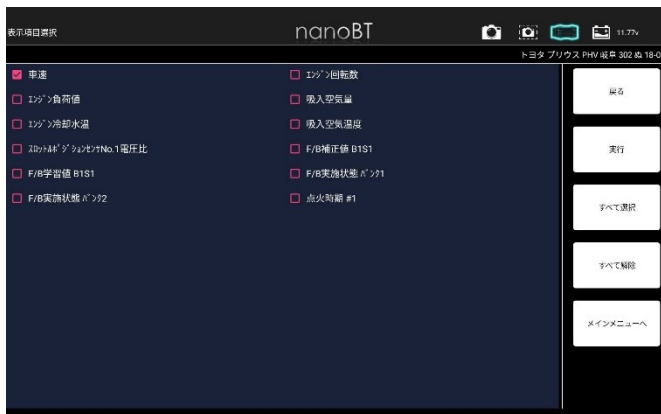 表示項目選択
nanoBT
11.77v
トヨタ プリウス PHV 岐阜 302 ぬ 18-0
車速
ｴﾝｼﾞﾝ回転数
戻る
ｴﾝｼﾞﾝ負荷値
吸入空気量
ｴﾝｼﾞﾝ冷却水温
吸入空気温度
ｽﾛｯﾄﾙﾎﾟｼﾞｼｮﾝｾﾝｻNo.1電圧比
F/B補正値 B1S1
実行
F/B学習値 B1S1
F/B実施状態 ﾊﾞﾝｸ1
F/B実施状態 ﾊﾞﾝｸ2
点火時期 #1
すべて選択
すべて解除
メインメニューへ